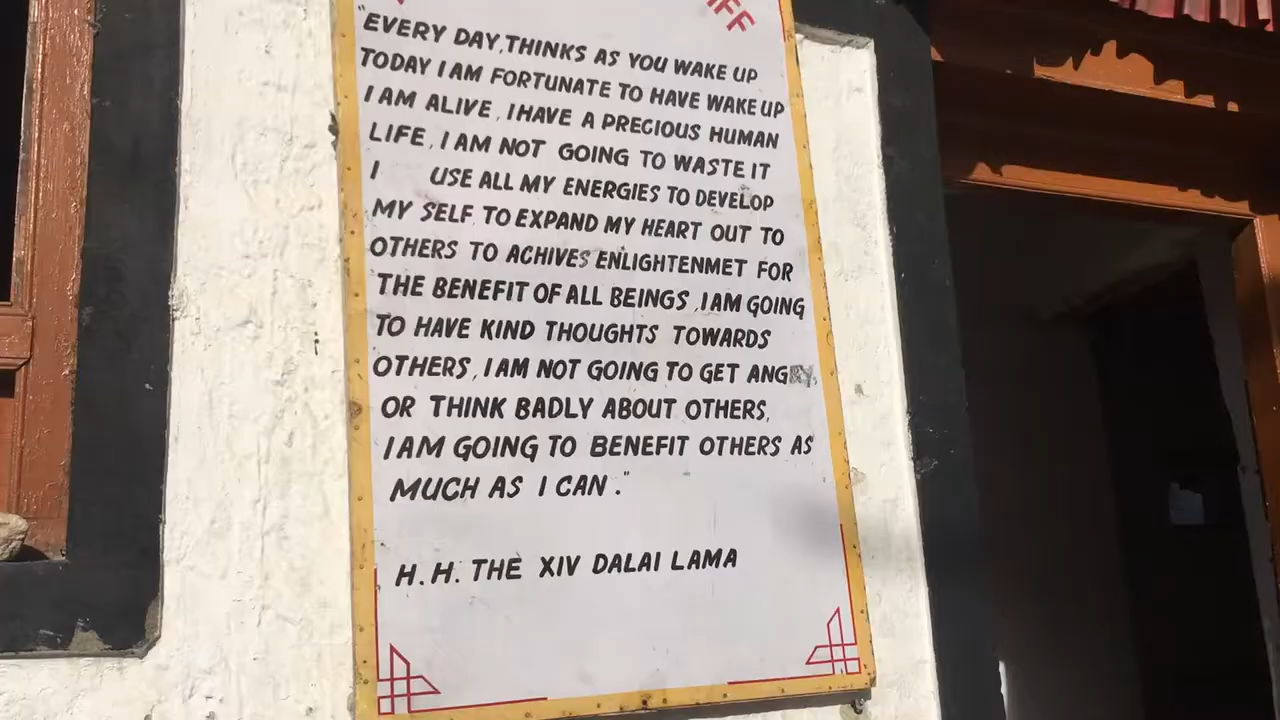 IFF
"EVERY DAY, THINKS AS YOU WAKE UP
TODAY I AM FORTUNATE TO HAVE WAKE UP
I AM ALIVE, I HAVE A PRECIOUS HUMAN
LIFE, I AM NOT GOING TO WASTE IT
I USE ALL MY ENERGIES TO DEVELOP
MY SELF TO EXPAND MY HEART OUT TO
OTHERS TO ACHIVES ENLIGHTENMET FOR
THE BENEFIT OF ALL BEINGS, I AM GOING
TO HAVE KIND THOUGHTS TOWARDS
OTHERS, I AM NOT GOING TO GET ANGRY,
OR THINK BADLY ABOUT OTHERS,
I AM GOING TO BENEFIT OTHERS AS
MUCH AS I CAN."
H.H. THE XIV DALAI LAMA